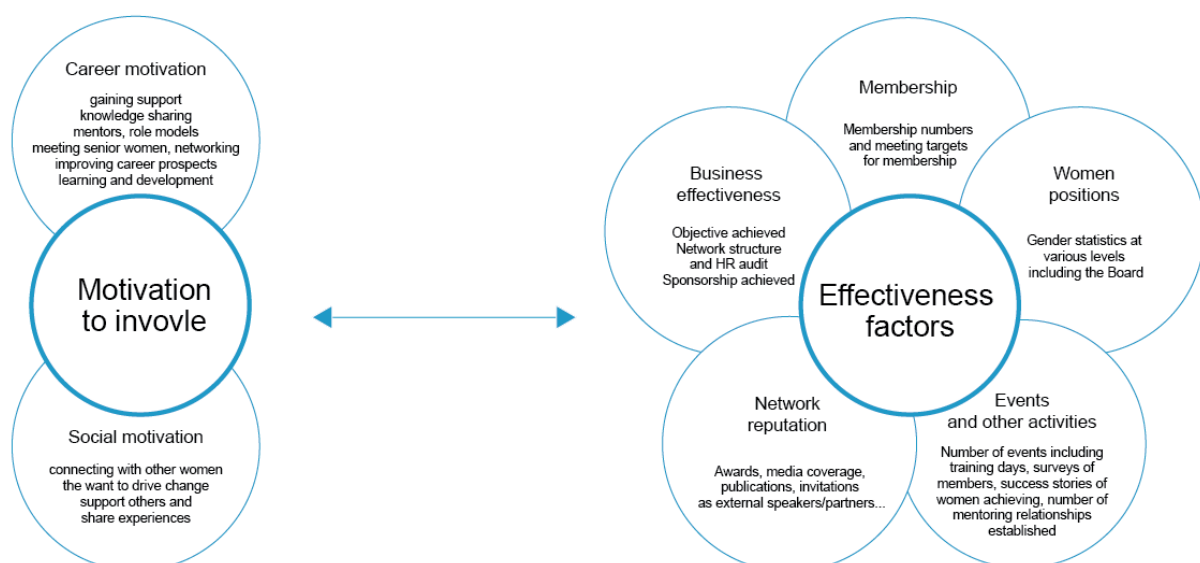 Career motivation
gaining support
knowledge sharing
mentors, role models
meeting senior women, networking
improving career prospects
learning and development
Motivation
to invovle
Social motivation
connecting with other women
the want to drive change
support others and
share experiences
Membership
Membership numbers
and meeting targets
for membership
Business
effectiveness
Objective achieved
Network structure
and HR audit
Sponsorship achieved
Women
positions
Gender statistics at
various levels
including the Board
Effectiveness
factors
Network
reputation
Awards, media coverage,
publications, invitations
as external speakers/partners...
Events
and other activities
Number of events including
training days, surveys of
members, success stories of
women achieving, number of
mentoring relationships
established